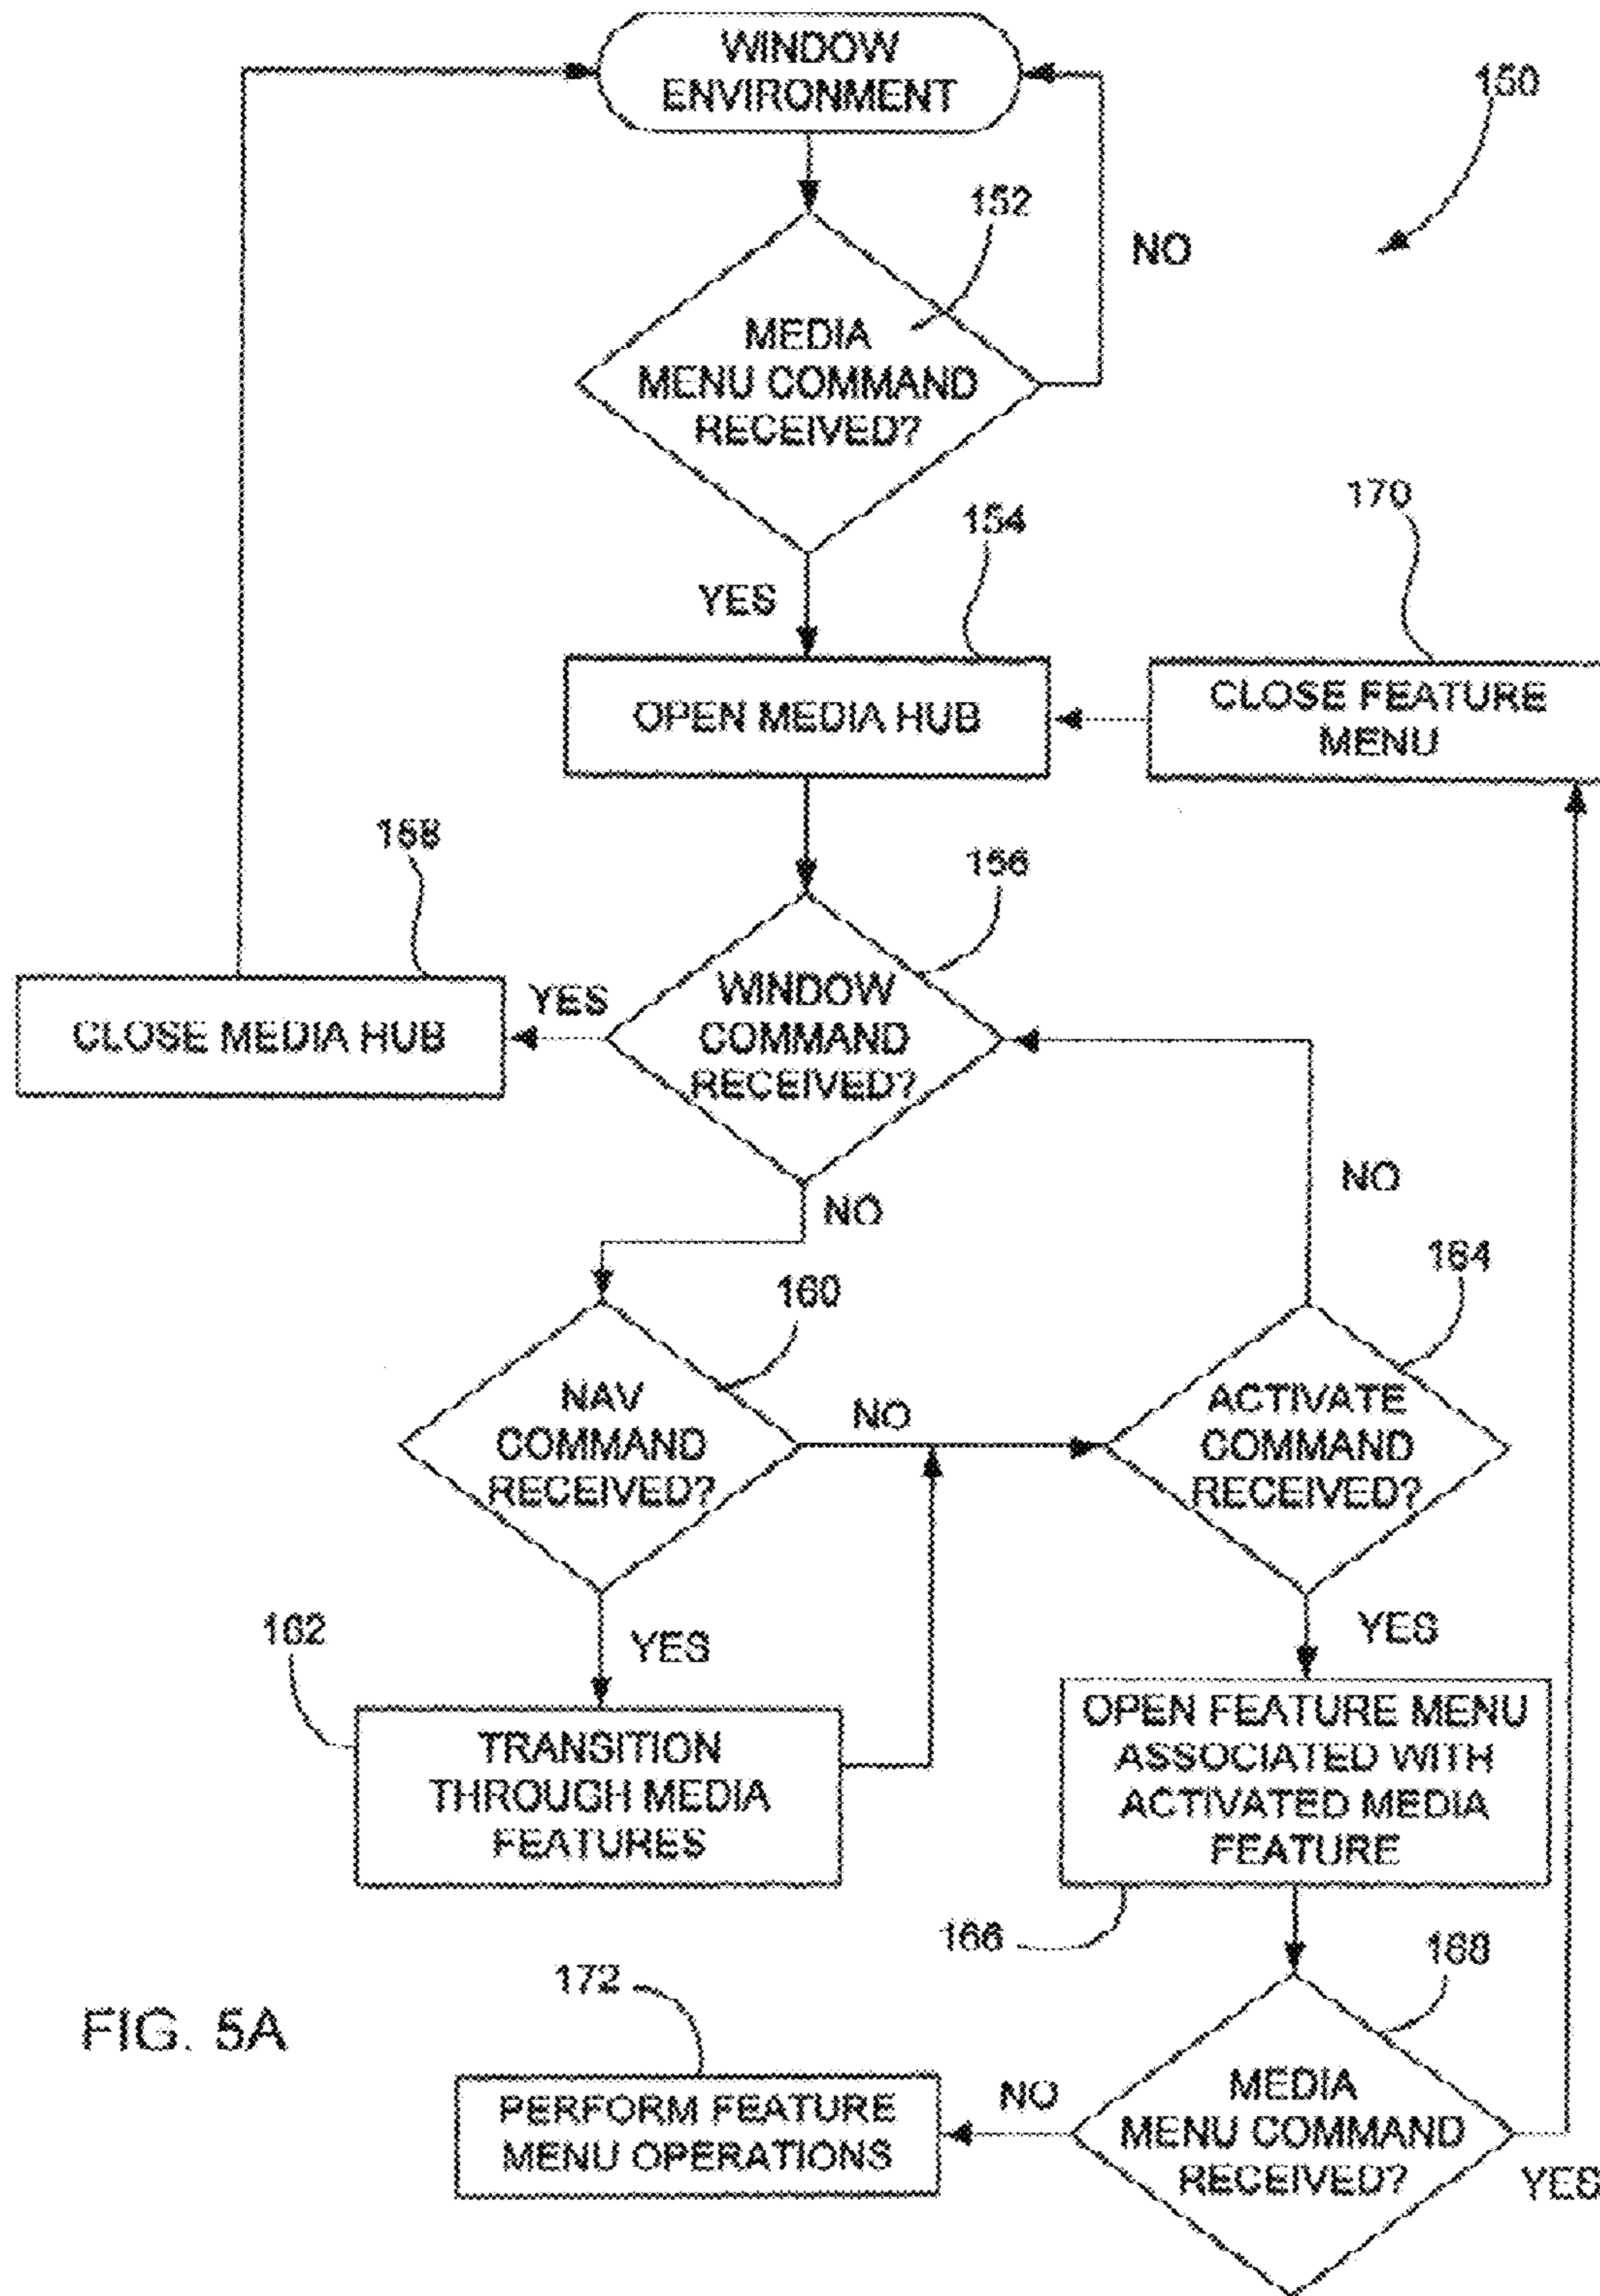 WINDOW
ENVIRONMENT
150
152
NO
MEDIA
MENU COMMAND
RECEIVED?
YES
154
170
OPEN MEDIA HUB
CLOSE FEATURE
MENU
158
156
CLOSE MEDIA HUB
YES
WINDOW
COMMAND
RECEIVED?
NO
NO
160
164
NAV
COMMAND
RECEIVED?
NO
ACTIVATE
COMMAND
RECEIVED?
162
YES
YES
TRANSITION
THROUGH MEDIA
FEATURES
OPEN FEATURE MENU
ASSOCIATED WITH
ACTIVATED MEDIA
FEATURE
166
168
172
FIG. 5A
PERFORM FEATURE
MENU OPERATIONS
NO
MEDIA
MENU COMMAND
RECEIVED?
YES